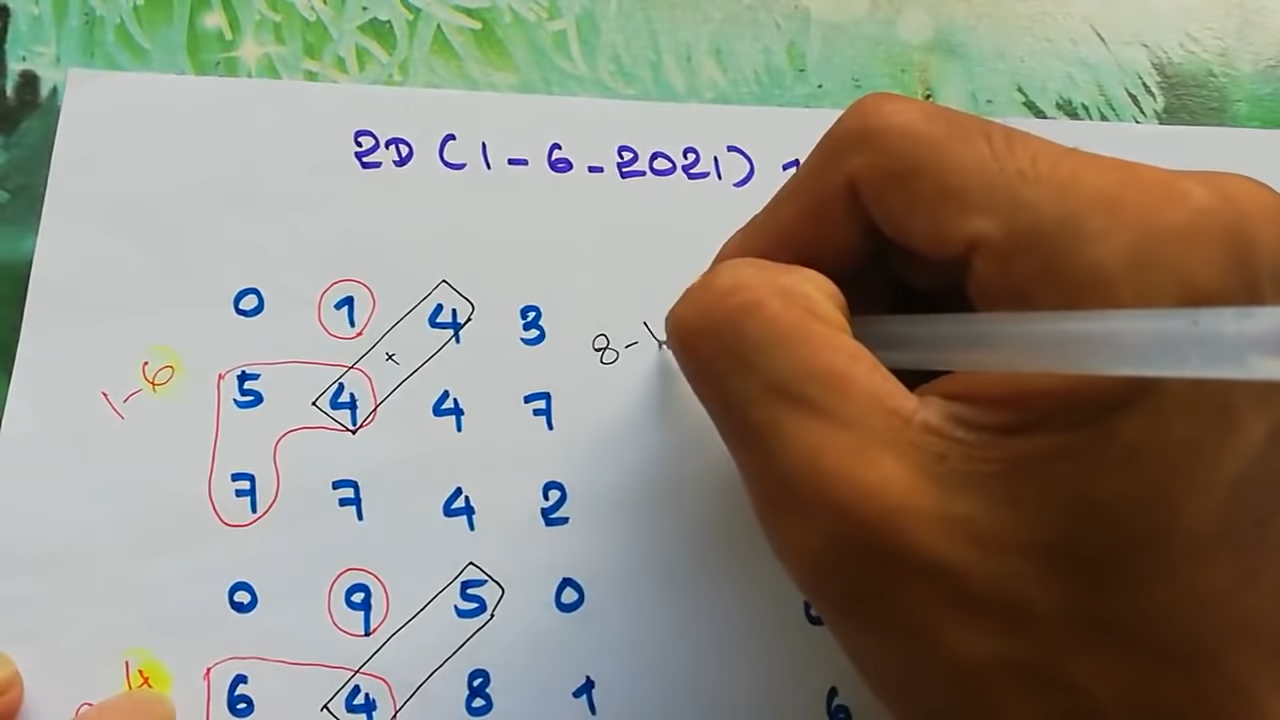 2D (1-6-2021)
0 1 4 3
+
8-
1-6
5 4 4 7
7 7 4 2
0 9 5 0
6 4 8 1
6